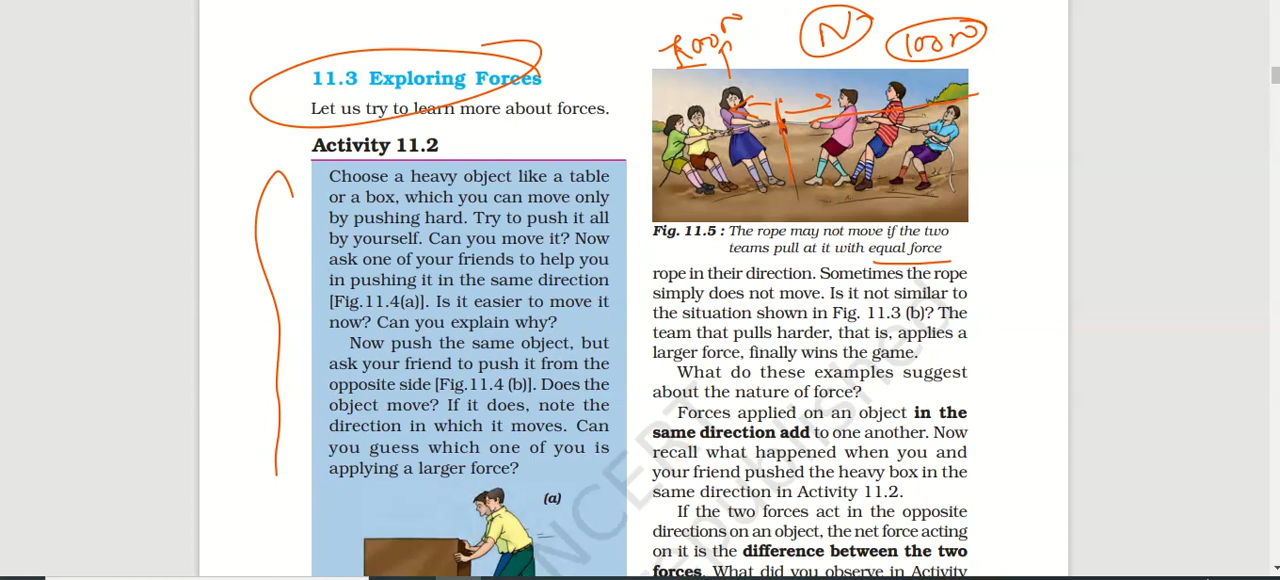 11.3 Exploring Forces
Let us try to learn more about forces.
Activity 11.2
Choose a heavy object like a table
or a box, which you can move only
by pushing hard. Try to push it all
by yourself. Can you move it? Now
ask one of your friends to help you
in pushing it in the same direction
[Fig.11.4(a)]. Is it easier to move it
now? Can you explain why?
Now push the same object, but
ask your friend to push it from the
opposite side [Fig.11.4 (b)]. Does the
object move? If it does, note the
direction in which it moves. Can
you guess which one of you is
applying a larger force?
(a)
N
Fig. 11.5 : The rope may not move if the two
teams pull at it with equal force
rope in their direction. Sometimes the rope
simply does not move. Is it not similar to
the situation shown in Fig. 11.3 (b)? The
team that pulls harder, that is, applies a
larger force, finally wins the game.
What do these examples suggest
about the nature of force?
Forces applied on an object in the
same direction add to one another. Now
recall what happened when you and
your friend pushed the heavy box in the
same direction in Activity 11.2.
If the two forces act in the opposite
directions on an object, the net force acting
on it is the difference between the two
forces. What did you observe in Activity